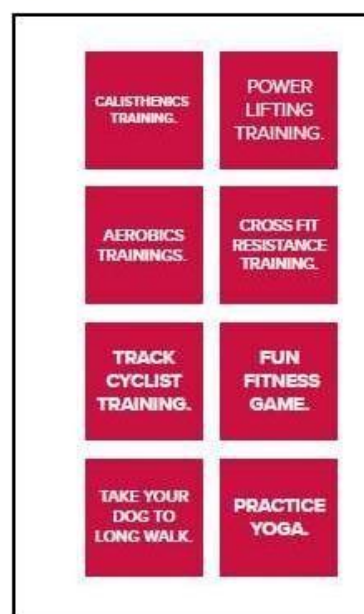 CALISTHENICS
TRAINING.
POWER
LIFTING
TRAINING.
AEROBICS
TRAININGS.
CROSS FIT
RESISTANCE
TRAINING.
TRACK
CYCLIST
TRAINING.
FUN
FITNESS
GAME.
TAKE YOUR
DOG TO
LONG WALK.
PRACTICE
YOGA.